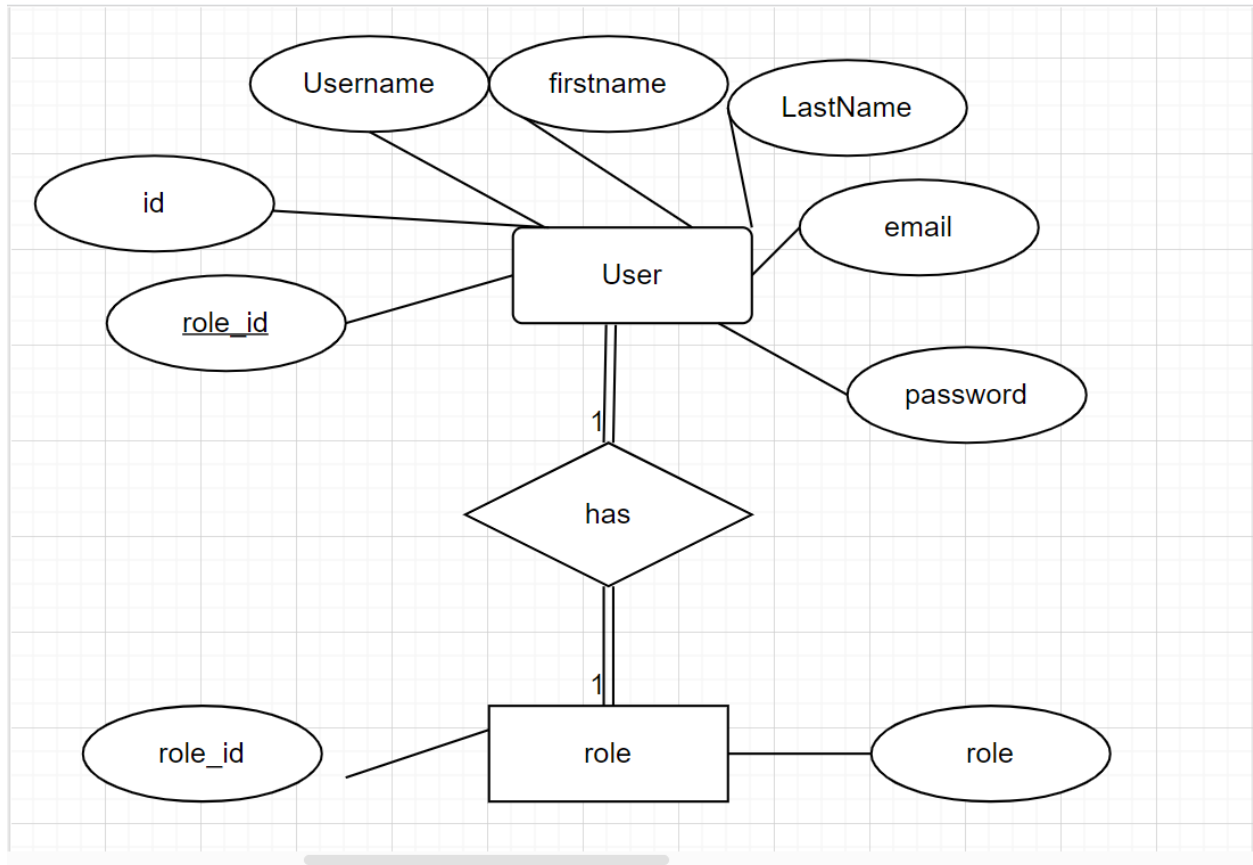 Username
firstname
LastName
id
email
User
role_id
password
1
has
1
role_id
role
role